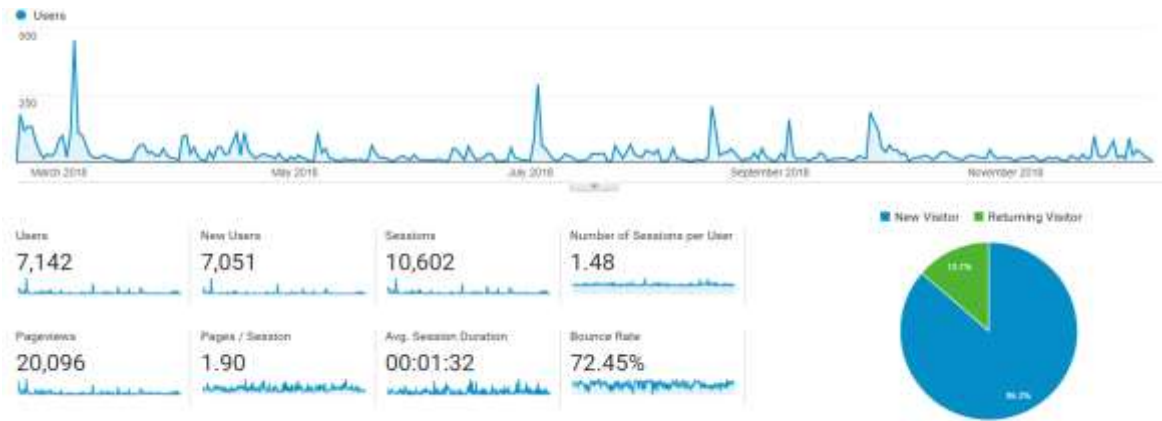 Users
250
March 2018
May 2018
July 2018
September 2018
November 2018
New Visitor
Returning Visitor
Users
7,142
New Users
7,051
Sessions
10,602
Number of Sessions per User
1.48
Pageviews
20,096
Pages / Session
1.90
Avg. Session Duration
00:01:32
Bounce Rate
72.45%
86.3%